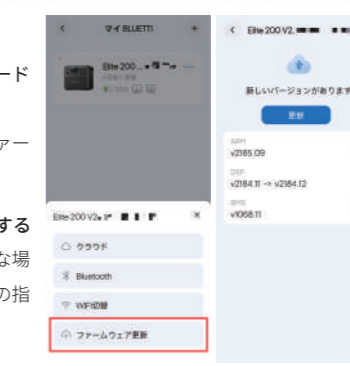 ード
ァー
する
な場
の指
マイ BLUETTI
+
Elite 200
Elite 200 V2
×
クラウド
Bluetooth
WIFI切替
ファームウェア更新
Elite 200 V2
新しいバージョンがあります
更新
ARM
v2185.09
DSP
v2184.11 -> v2184.12
BMS
v1068.11